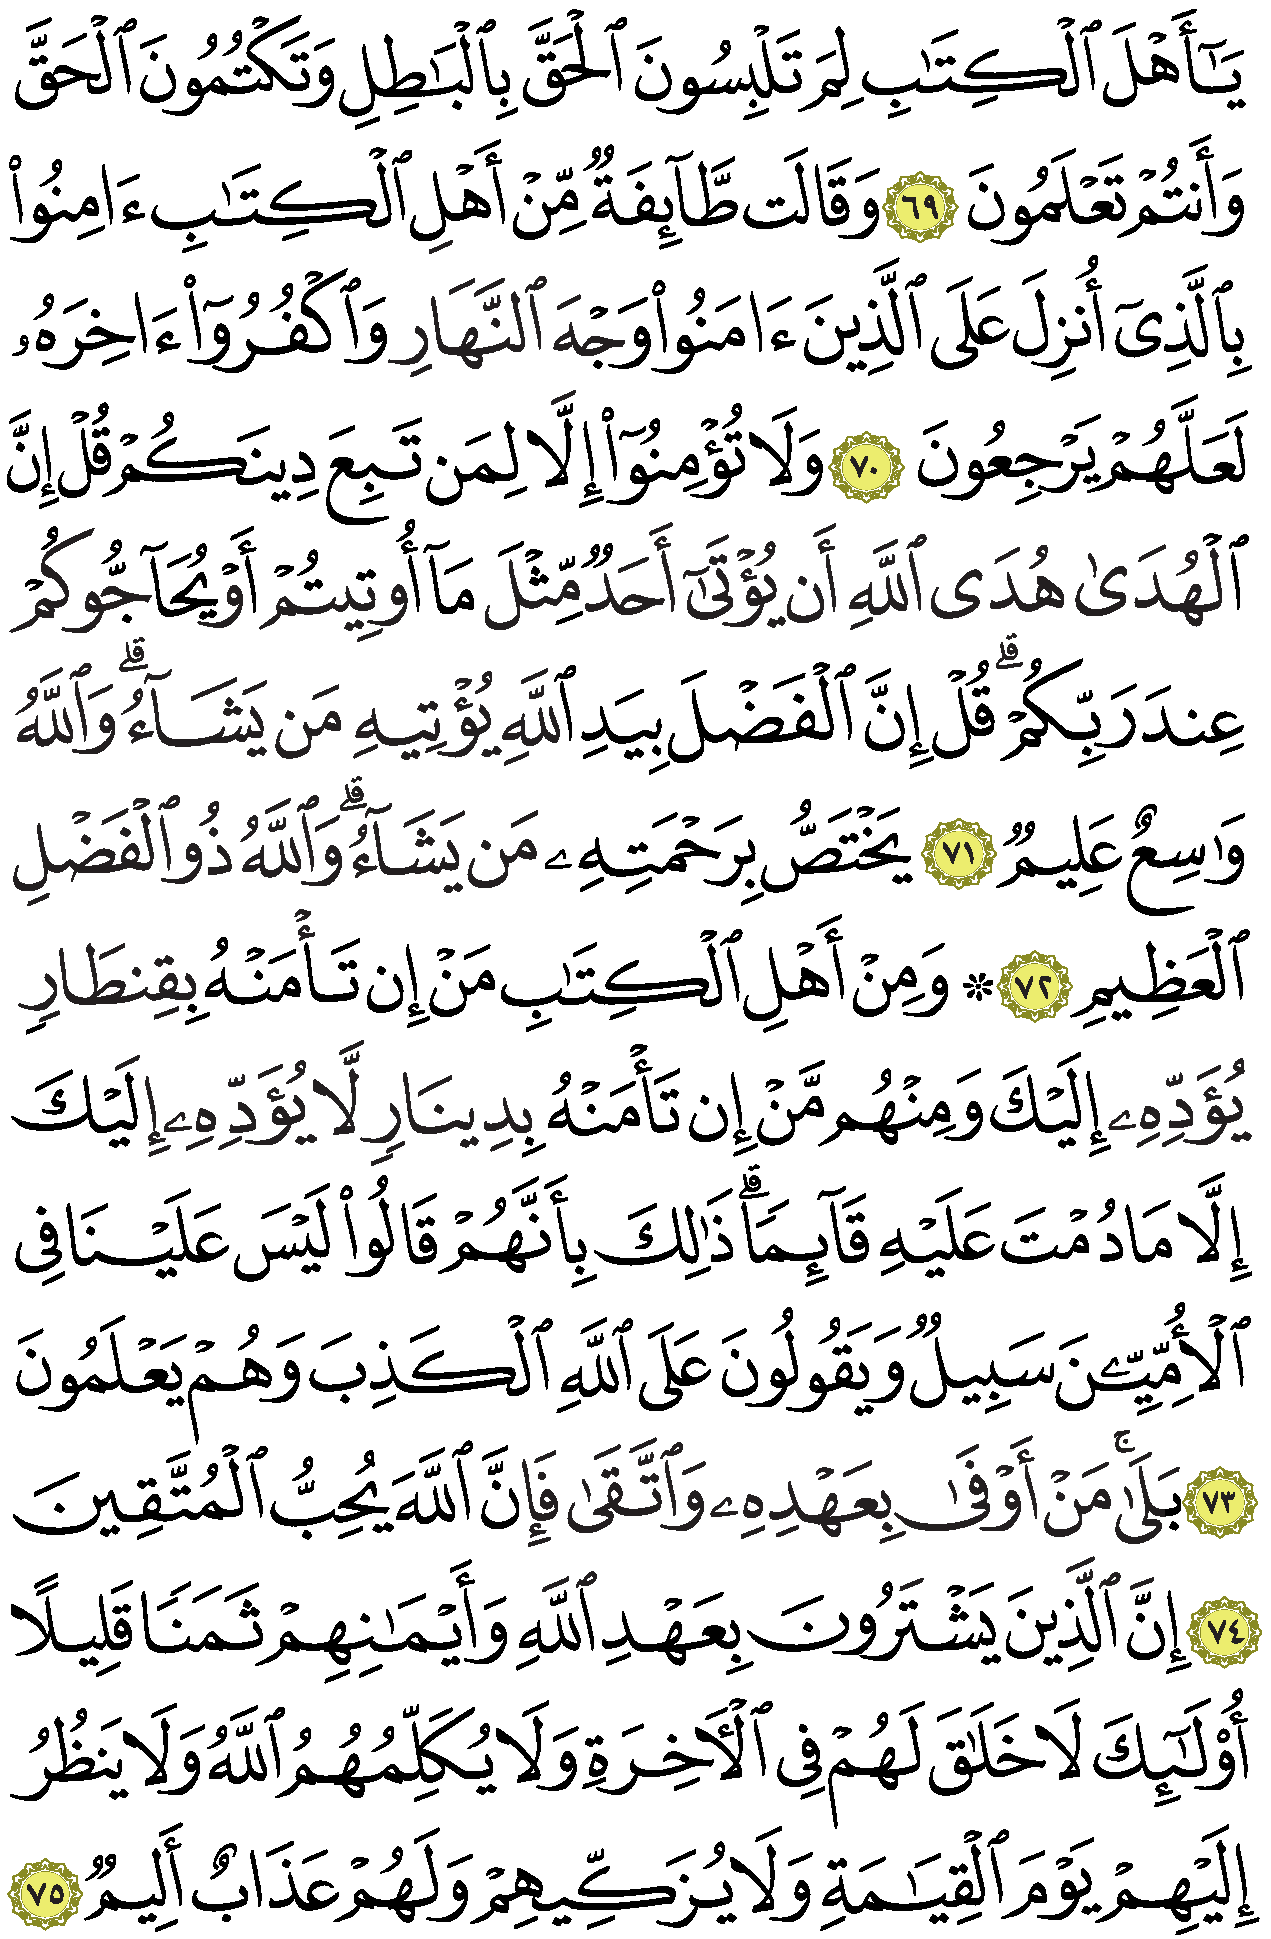 يَـٰٓأَهْلَ ٱلْكِتَـٰبِ لِمَ تَلْبِسُونَ ٱلْحَقَّ بِٱلْبَـٰطِلِ وَتَكْتُمُونَ ٱلْحَقَّ
وَأَنتُمْ تَعْلَمُونَ ٦٩ وَقَالَت طَّآئِفَةٌ مِّنْ أَهْلِ ٱلْكِتَـٰبِ ءَامِنُوا۟
بِٱلَّذِىٓ أُنزِلَ عَلَى ٱلَّذِينَ ءَامَنُوا۟ وَجْهَ ٱلنَّهَارِ وَٱكْفُرُوٓا۟ ءَاخِرَهُۥ
لَعَلَّهُمْ يَرْجِعُونَ ٧٠ وَلَا تُؤْمِنُوٓا۟ إِلَّا لِمَن تَبِعَ دِينَكُمْ قُلْ إِنَّ
ٱلْهُدَىٰ هُدَى ٱللَّهِ أَن يُؤْتَىٰٓ أَحَدٌ مِّثْلَ مَآ أُوتِيتُمْ أَوْ يُحَآجُّوكُمْ
عِندَ رَبِّكُمْ ۗ قُلْ إِنَّ ٱلْفَضْلَ بِيَدِ ٱللَّهِ يُؤْتِيهِ مَن يَشَآءُ ۗ وَٱللَّهُ
وَٰسِعٌ عَلِيمٌ ٧١ يَخْتَصُّ بِرَحْمَتِهِۦ مَن يَشَآءُ ۗ وَٱللَّهُ ذُو ٱلْفَضْلِ
ٱلْعَظِيمِ ٧٢ ۞ وَمِنْ أَهْلِ ٱلْكِتَـٰبِ مَنْ إِن تَأْمَنْهُ بِقِنطَارٍ
يُؤَدِّهِۦٓ إِلَيْكَ وَمِنْهُم مَّنْ إِن تَأْمَنْهُ بِدِينَارٍ لَّا يُؤَدِّهِۦٓ إِلَيْكَ
إِلَّا مَا دُمْتَ عَلَيْهِ قَآئِمًا ۗ ذَٰلِكَ بِأَنَّهُمْ قَالُوا۟ لَيْسَ عَلَيْنَا فِى
ٱلْأُمِّيِّـۧنَ سَبِيلٌ وَيَقُولُونَ عَلَى ٱللَّهِ ٱلْكَذِبَ وَهُمْ يَعْلَمُونَ
٧٣ بَلَىٰ ۚ مَنْ أَوْفَىٰ بِعَهْدِهِۦ وَٱتَّقَىٰ فَإِنَّ ٱللَّهَ يُحِبُّ ٱلْمُتَّقِينَ
٧٤ إِنَّ ٱلَّذِينَ يَشْتَرُونَ بِعَهْدِ ٱللَّهِ وَأَيْمَـٰنِهِمْ ثَمَنًا قَلِيلًا
أُو۟لَـٰٓئِكَ لَا خَلَـٰقَ لَهُمْ فِى ٱلْـَٔاخِرَةِ وَلَا يُكَلِّمُهُمُ ٱللَّهُ وَلَا يَنظُرُ
إِلَيْهِمْ يَوْمَ ٱلْقِيَـٰمَةِ وَلَا يُزَكِّيهِمْ وَلَهُمْ عَذَابٌ أَلِيمٌ ٧٥